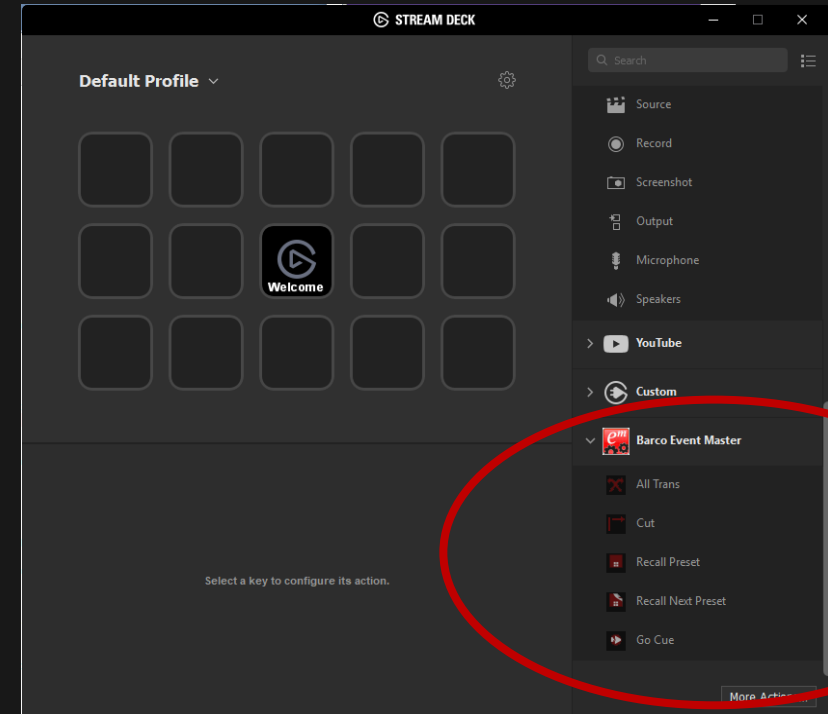 STREAM DECK
Default Profile
Welcome
Select a key to configure its action.
Search
Source
Record
Screenshot
Output
Microphone
Speakers
YouTube
Custom
em
Barco Event Master
All Trans
Cut
Recall Preset
Recall Next Preset
Go Cue
More